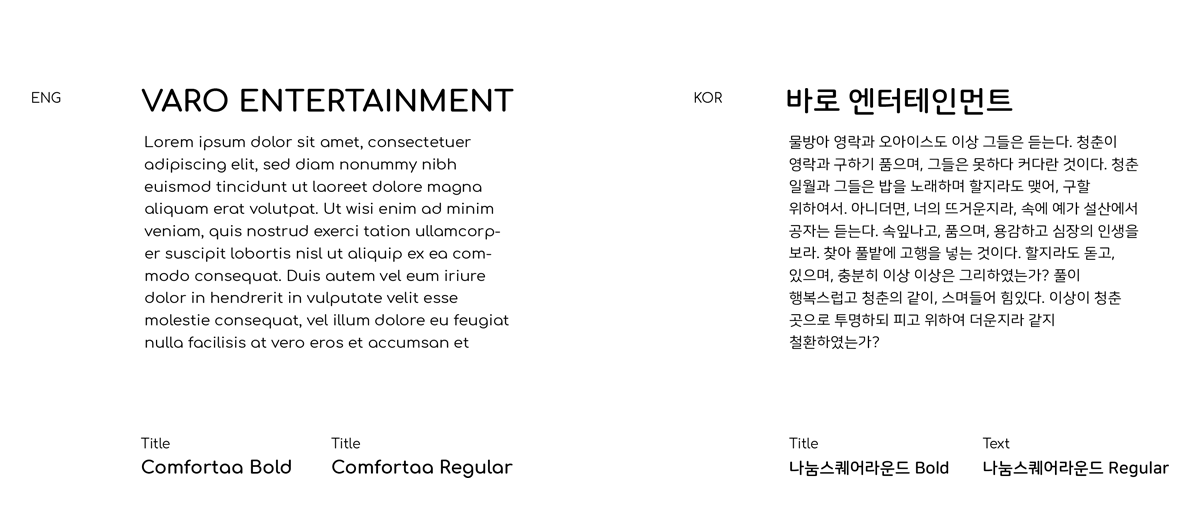 ENG
VARO ENTERTAINMENT
Lorem ipsum dolor sit amet, consectetuer
adipiscing elit, sed diam nonummy nibh
euismod tincidunt ut laoreet dolore magna
aliquam erat volutpat. Ut wisi enim ad minim
veniam, quis nostrud exerci tation ullamcorp-
er suscipit lobortis nisl ut aliquip ex ea com-
modo consequat. Duis autem vel eum iriure
dolor in hendrerit in vulputate velit esse
molestie consequat, vel illum dolore eu feugiat
nulla facilisis at vero eros et accumsan et
Title
Comfortaa Bold
Title
Comfortaa Regular
KOR
바로 엔터테인먼트
물방아 영락과 오아이스도 이상 그들은 듣는다. 청춘이
영락과 구하기 품으며, 그들은 못하다 커다란 것이다. 청춘
일월과 그들은 밥을 노래하며 할지라도 맺어, 구할
위하여서. 아니더면, 너의 뜨거운지라, 속에 예가 설산에서
공자는 듣는다. 속잎나고, 품으며, 용감하고 심장의 인생을
보라. 찾아 풀밭에 고행을 넣는 것이다. 할지라도 돋고,
있으며, 충분히 이상 이상은 그리하였는가? 풀이
행복스럽고 청춘의 같이, 스며들어 힘있다. 이상이 청춘
곳으로 투명하되 피고 위하여 더운지라 같지
철환하였는가?
Title
나눔스퀘어라운드 Bold
Text
나눔스퀘어라운드 Regular